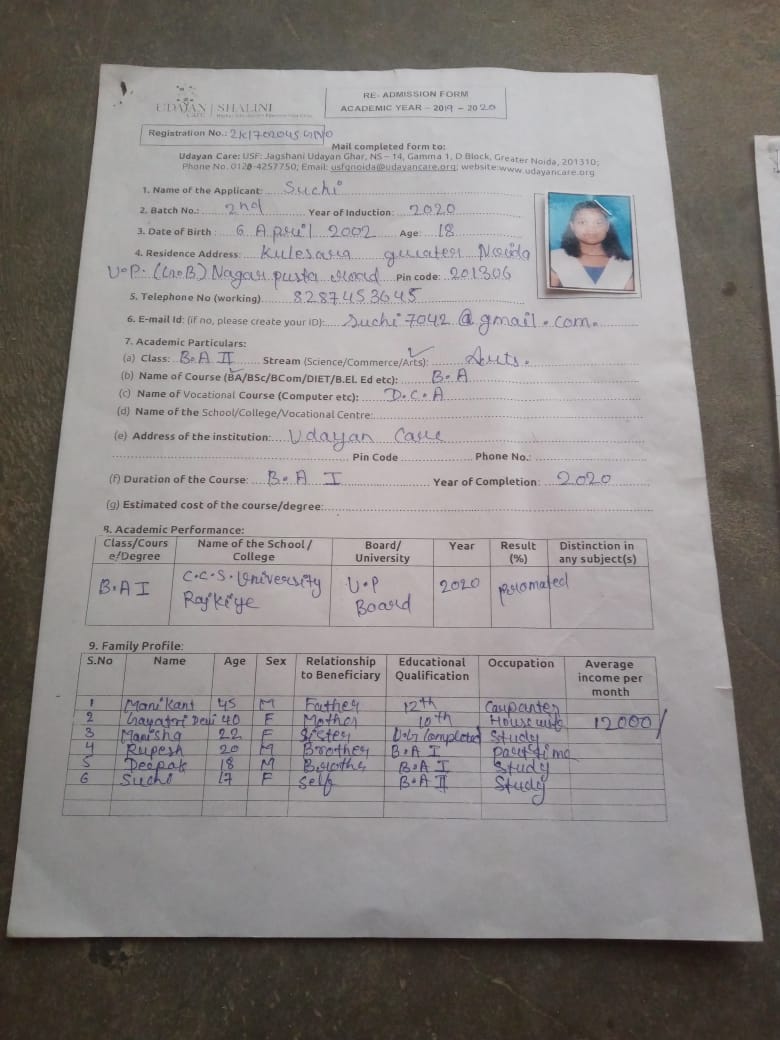 UDAYAN | SHALINI
CARE
RE- ADMISSION FORM
ACADEMIC YEAR – 2019 – 2020
Registration No.:
Mail completed form to:
Udayan Care: USF: Jagshani Udayan Ghar, NS – 14, Gamma 1, D Block, Greater Noida, 201310;
Phone No. 0120-4257750; Email: usfgnoida@udayancare.org; website:www.udayancare.org
1. Name of the Applicant: Suchi
2. Batch No.: 2nd Year of Induction: 2020
3. Date of Birth : 6 April 2002 Age: 18
4. Residence Address: Kulesara greater Noida
U.P. (G.B) Nagar pusta road Pin code: 201306
5. Telephone No (working) 8287453645
6. E-mail Id: (if no, please create your ID): Suchi7042@gmail.com.
7. Academic Particulars:
(a) Class: B.A II Stream (Science/Commerce/Arts): Arts.
(b) Name of Course (BA/BSc/BCom/DIET/B.El. Ed etc): B.A
(c) Name of Vocational Course (Computer etc): D.C.A
(d) Name of the School/College/Vocational Centre:
(e) Address of the institution: Udayan Care
Pin Code Phone No.:
(f) Duration of the Course: B.A I Year of Completion: 2020
(g) Estimated cost of the course/degree:
8. Academic Performance:
Class/Cours e/Degree Name of the School / College Board/ University Year Result (%) Distinction in any subject(s)
B.A I C.C.S. University Rajkiye U.P Board 2020 promated
9. Family Profile:
S.No Name Age Sex Relationship to Beneficiary Educational Qualification Occupation Average income per month
1 Manikant 45 M Father 12th Carpanter
2 Gayatri Devi 40 F Mother 10th Housewife 12000/
3 Manisha 22 F Sister completed Study
4 Rupesh 20 M Brother B.A I part time
5 Deepak 18 M Brothe B.A I Study
6 Suchi 17 F Self B.A II Study